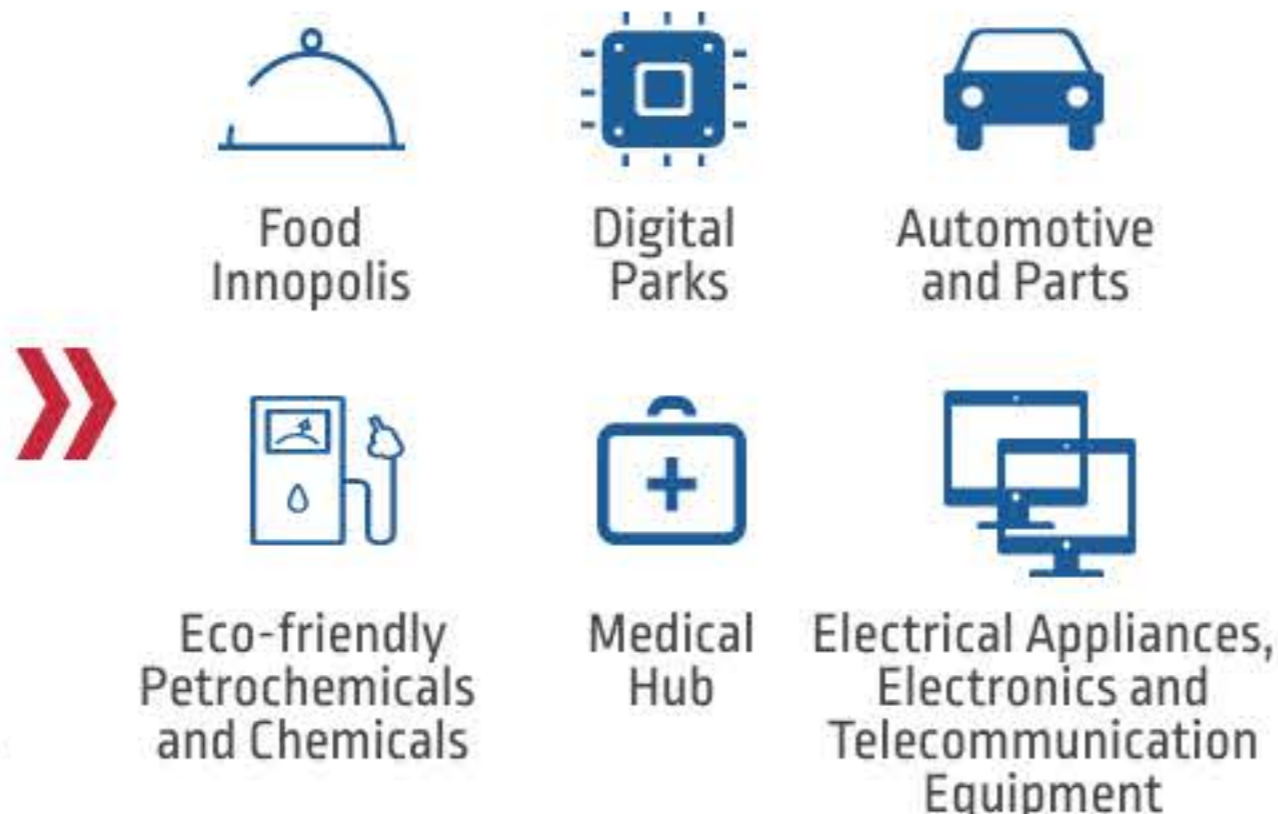 Food
Innopolis
Digital
Parks
Automotive
and Parts
Eco-friendly
Petrochemicals
and Chemicals
Medical
Hub
Electrical Appliances,
Electronics and
Telecommunication
Equipment